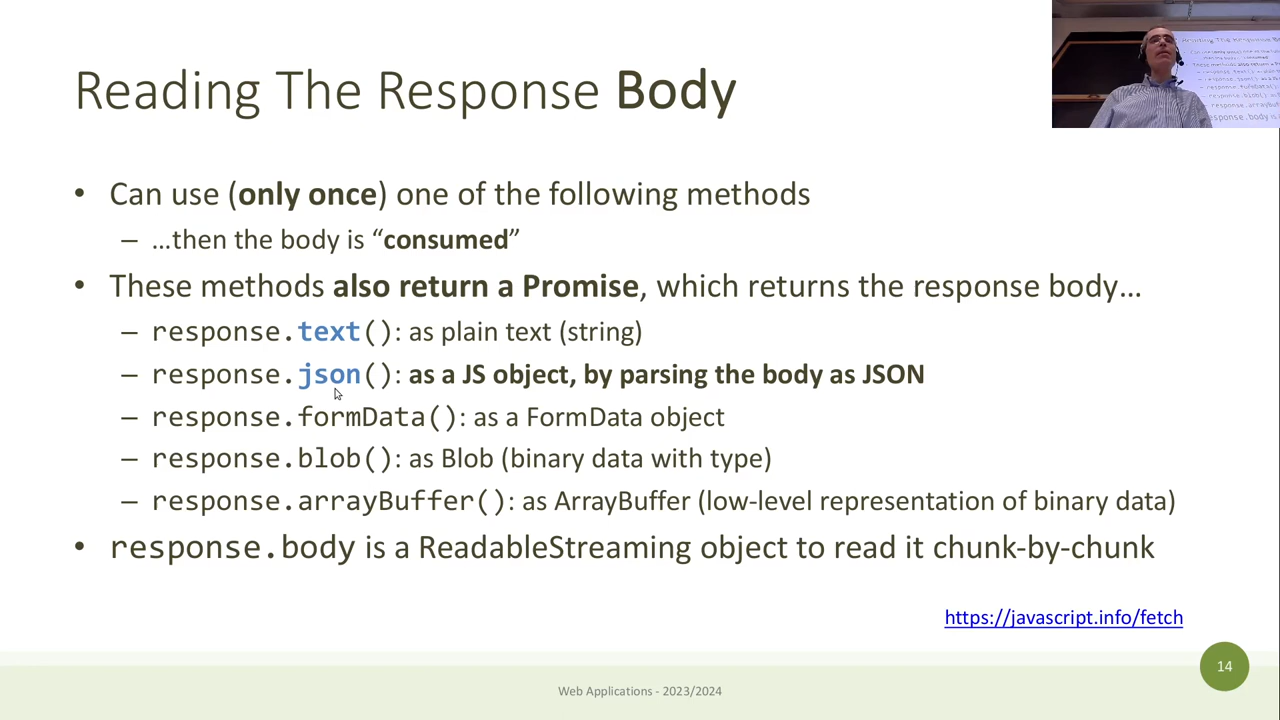 Reading The Response Body
• Can use (only once) one of the following methods
– …then the body is “consumed”
• These methods also return a Promise, which returns the response body…
– response.text(): as plain text (string)
– response.json(): as a JS object, by parsing the body as JSON
– response.formData(): as a FormData object
– response.blob(): as Blob (binary data with type)
– response.arrayBuffer(): as ArrayBuffer (low-level representation of binary data)
• response.body is a ReadableStreaming object to read it chunk-by-chunk
https://javascript.info/fetch
14
Web Applications - 2023/2024